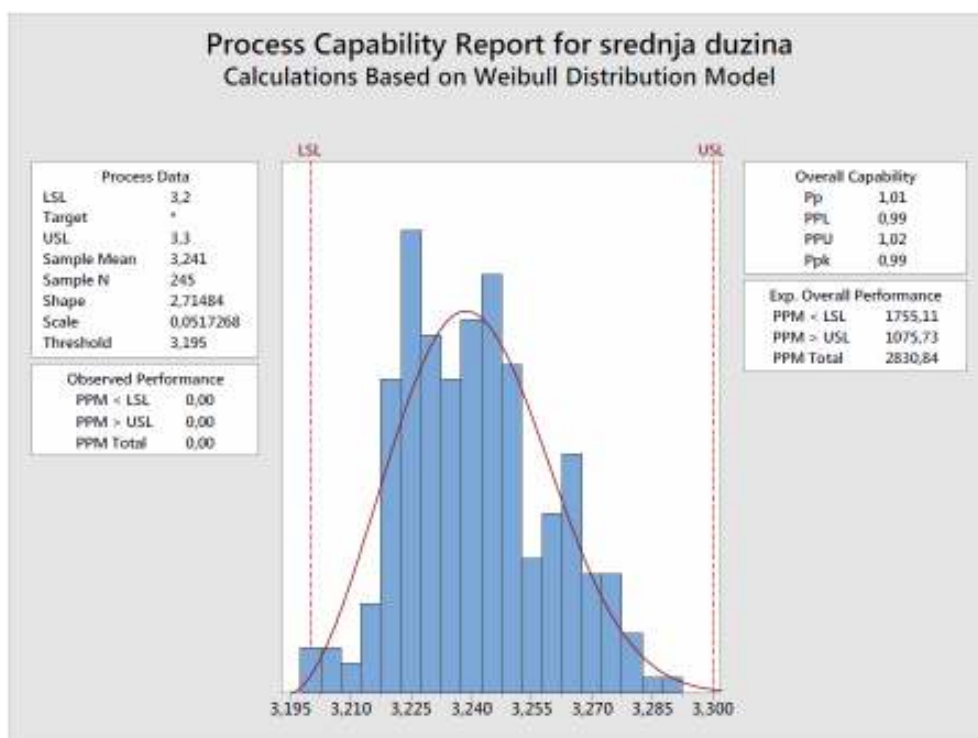 Process Capability Report for srednja duzina
Calculations Based on Weibull Distribution Model
LSL
USL
Process Data
LSL 3,2
Target *
USL 3,3
Sample Mean 3,241
Sample N 245
Shape 2,71484
Scale 0,0517268
Threshold 3,195
Observed Performance
PPM < LSL 0,00
PPM > USL 0,00
PPM Total 0,00
Overall Capability
Pp 1,01
PPL 0,99
PPU 1,02
Ppk 0,99
Exp. Overall Performance
PPM < LSL 1755,11
PPM > USL 1075,73
PPM Total 2830,84
3,195 3,210 3,225 3,240 3,255 3,270 3,285 3,300